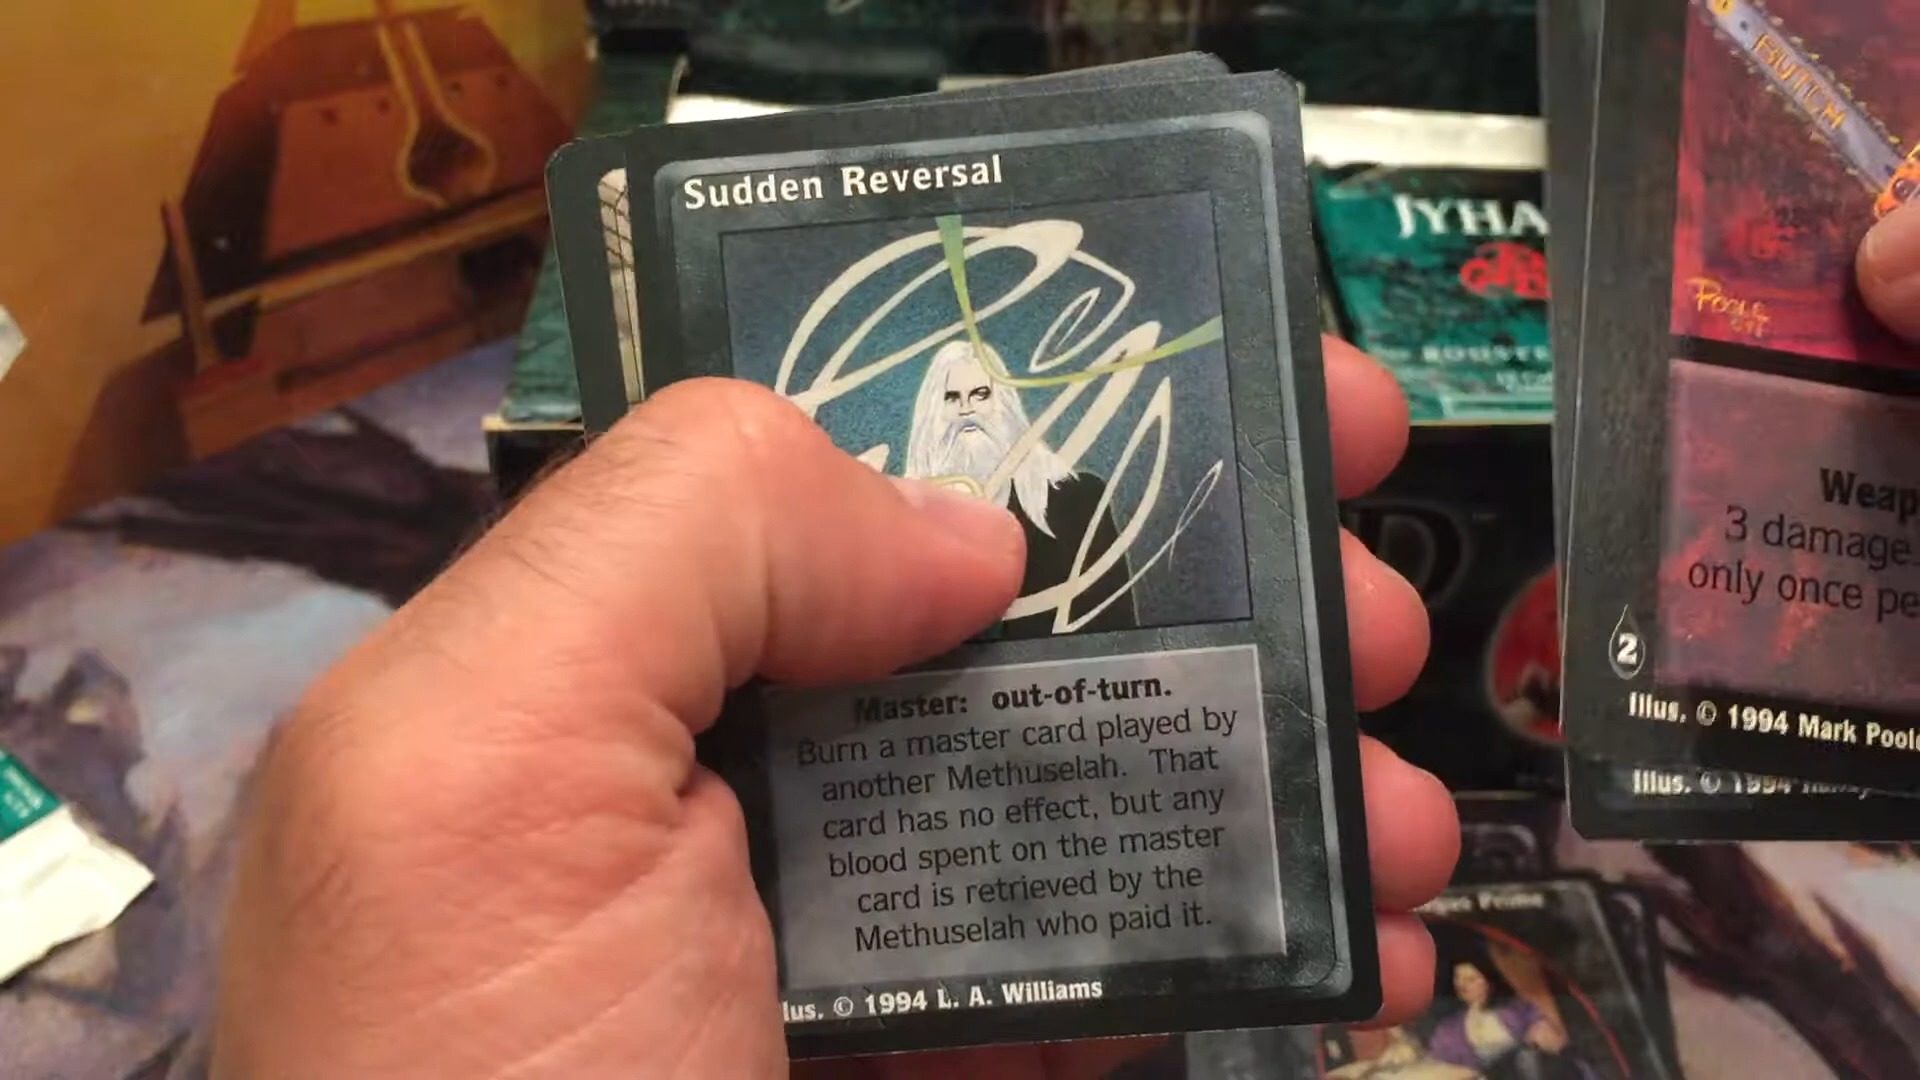 Sudden Reversal
Master: out-of-turn.
Burn a master card played by
another Methuselah. That
card has no effect, but any
blood spent on the master
card is retrieved by the
Methuselah who paid it.
lus. © 1994 L. A. Williams
JYHA
BUTCH
POOLE
Weap
3 damage
only once pe
2
Illus. © 1994 Mark Poole
Illus. © 1994